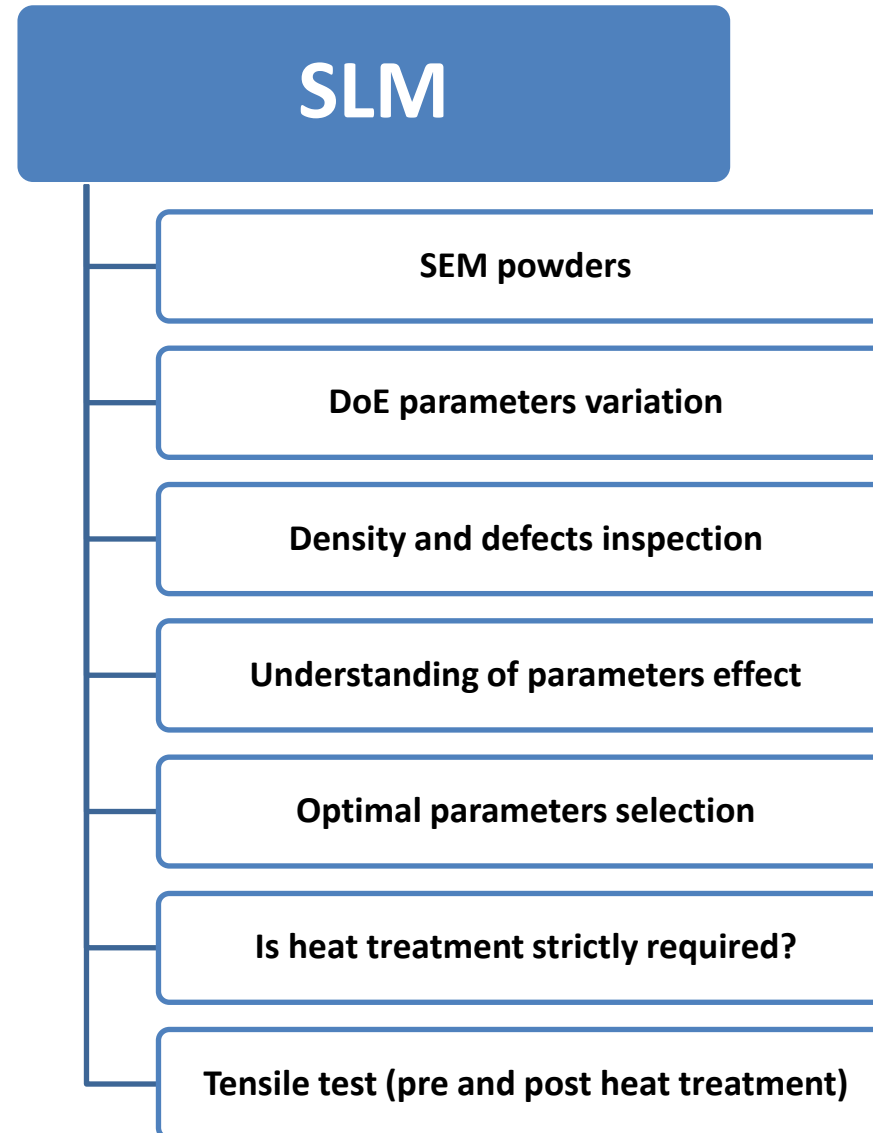 SLM
SEM powders
DoE parameters variation
Density and defects inspection
Understanding of parameters effect
Optimal parameters selection
Is heat treatment strictly required?
Tensile test (pre and post heat treatment)